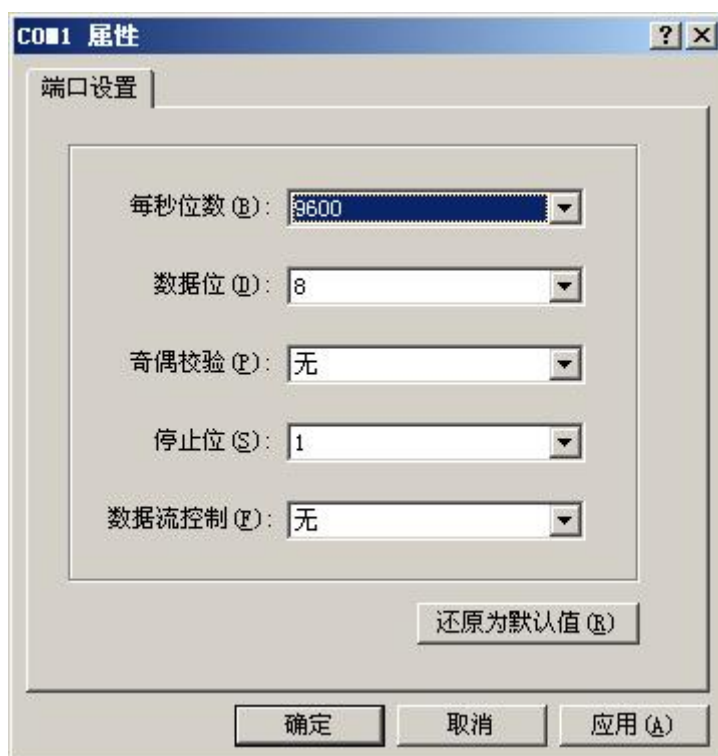 COM1 属性
端口设置
每秒位数(B): 9600
数据位(D): 8
奇偶校验(P): 无
停止位(S): 1
数据流控制(F): 无
还原为默认值(R)
确定 取消 应用(A)